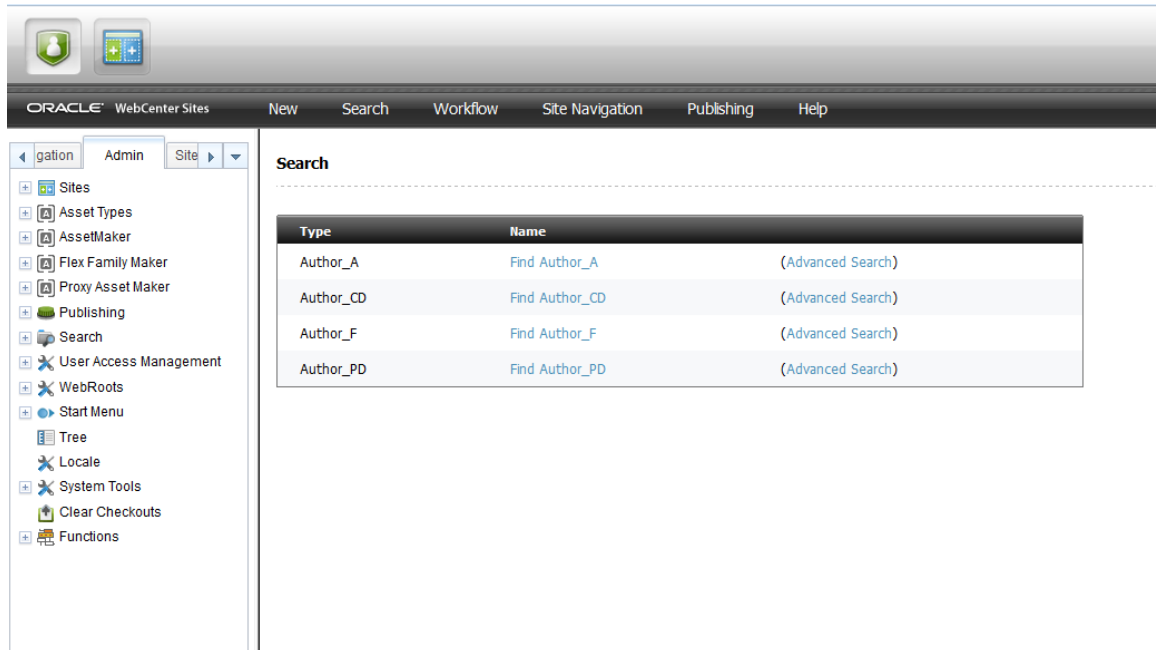 ORACLE WebCenter Sites New Search Workflow Site Navigation Publishing Help
gation Admin Site
Sites
Asset Types
AssetMaker
Flex Family Maker
Proxy Asset Maker
Publishing
Search
User Access Management
WebRoots
Start Menu
Tree
Locale
System Tools
Clear Checkouts
Functions
Search
Type Name
Author_A Find Author_A (Advanced Search)
Author_CD Find Author_CD (Advanced Search)
Author_F Find Author_F (Advanced Search)
Author_PD Find Author_PD (Advanced Search)